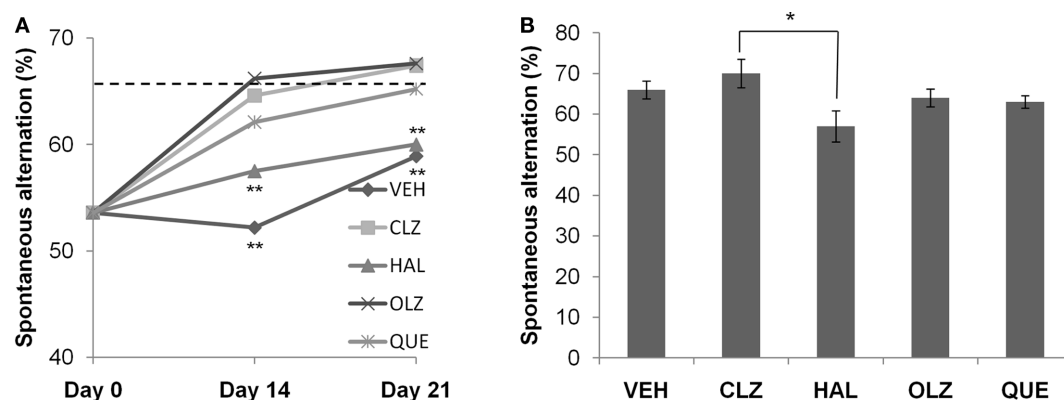 A
Spontaneous alternation (%)
70
60
50
40
**
**
**
**
VEH
CLZ
HAL
OLZ
QUE
Day 0 Day 14 Day 21
B
Spontaneous alternation (%)
80
70
60
50
40
30
20
10
0
*
VEH CLZ HAL OLZ QUE